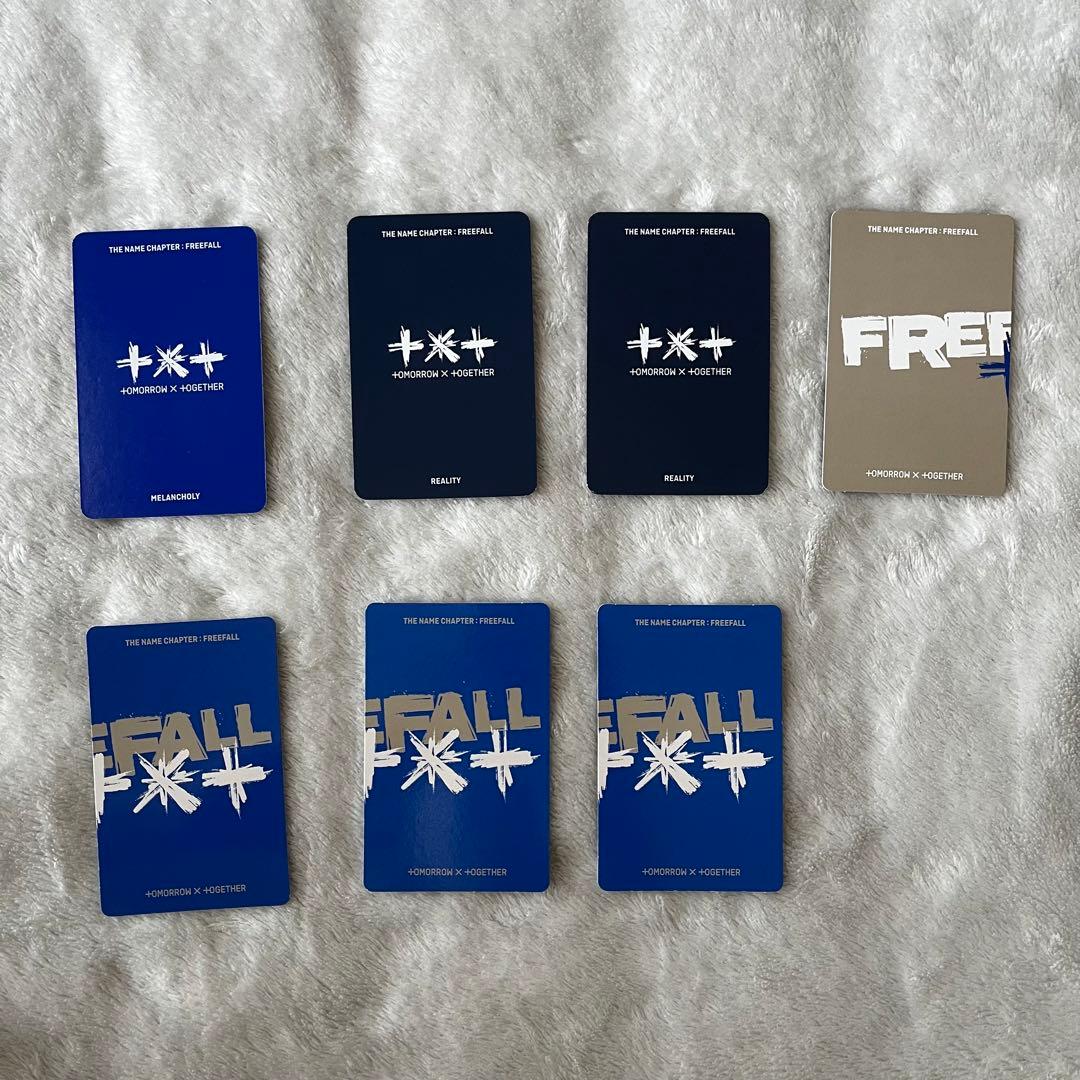 THE NAME CHAPTER : FREEFALL
+x+
+OMORROW X +OGETHER
MELANCHOLY
THE NAME CHAPTER : FREEFALL
+x+
+OMORROW X +OGETHER
REALITY
THE NAME CHAPTER : FREEFALL
+x+
+OMORROW X +OGETHER
REALITY
THE NAME CHAPTER : FREEFALL
FREF
+OMORROW X +OGETHER
THE NAME CHAPTER : FREEFALL
EFALL
+x+
+OMORROW X +OGETHER
THE NAME CHAPTER : FREEFALL
EFALL
+x+
+OMORROW X +OGETHER
THE NAME CHAPTER : FREEFALL
EFALL
+x+
+OMORROW X +OGETHER